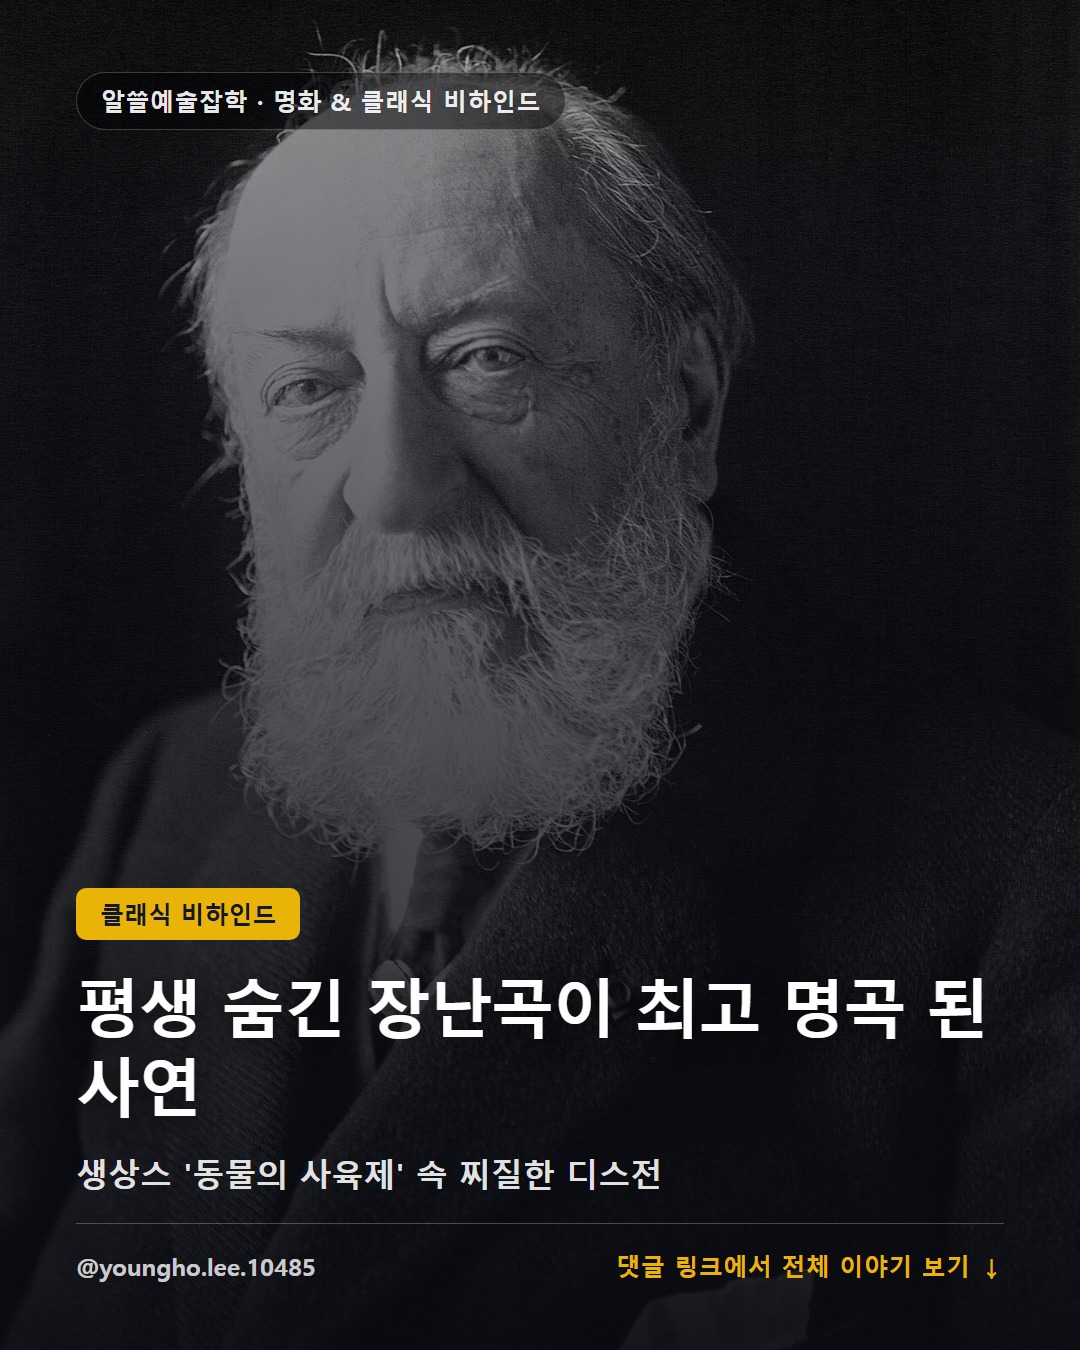 알쓸예술잡학 · 명화 & 클래식 비하인드
클래식 비하인드
평생 숨긴 장난곡이 최고 명곡 된
사연
생상스 '동물의 사육제' 속 찌질한 디스전
@youngho.lee.10485
댓글 링크에서 전체 이야기 보기 ↓